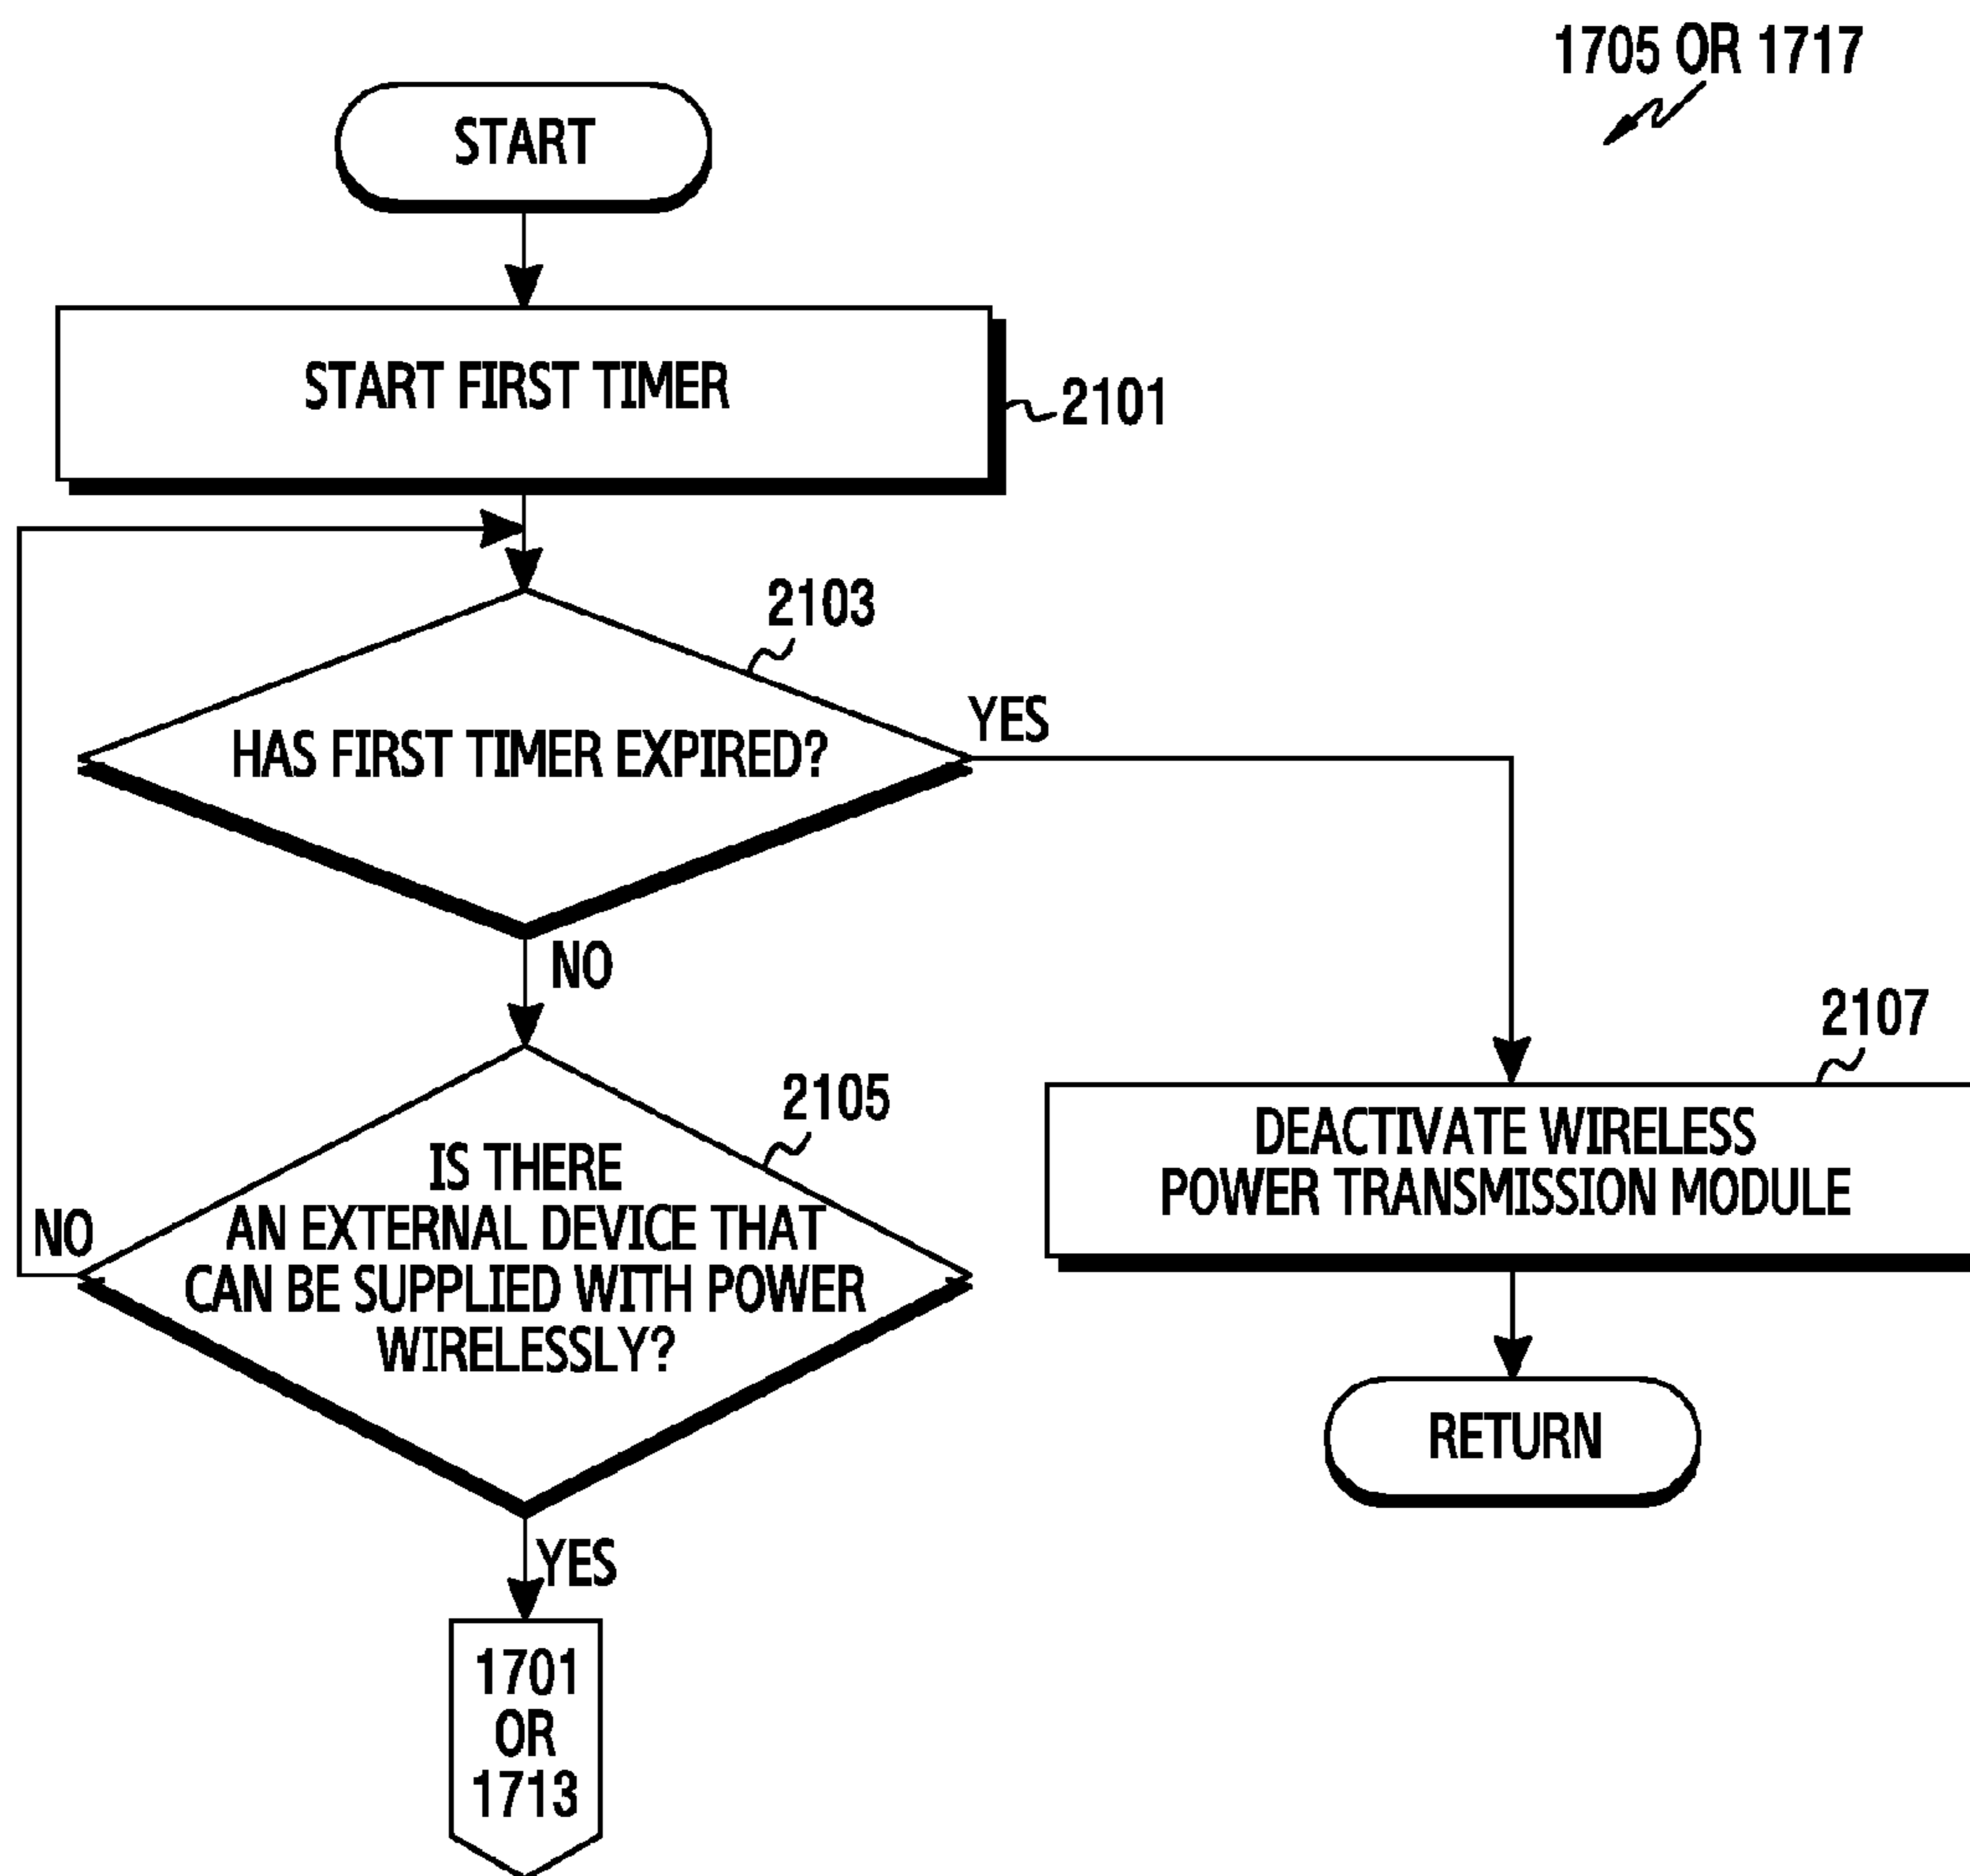 1705 OR 1717
START
START FIRST TIMER
2101
2103
HAS FIRST TIMER EXPIRED?
YES
NO
2105
IS THERE
AN EXTERNAL DEVICE THAT
CAN BE SUPPLIED WITH POWER
WIRELESSLY?
NO
2107
DEACTIVATE WIRELESS
POWER TRANSMISSION MODULE
RETURN
YES
1701
OR
1713